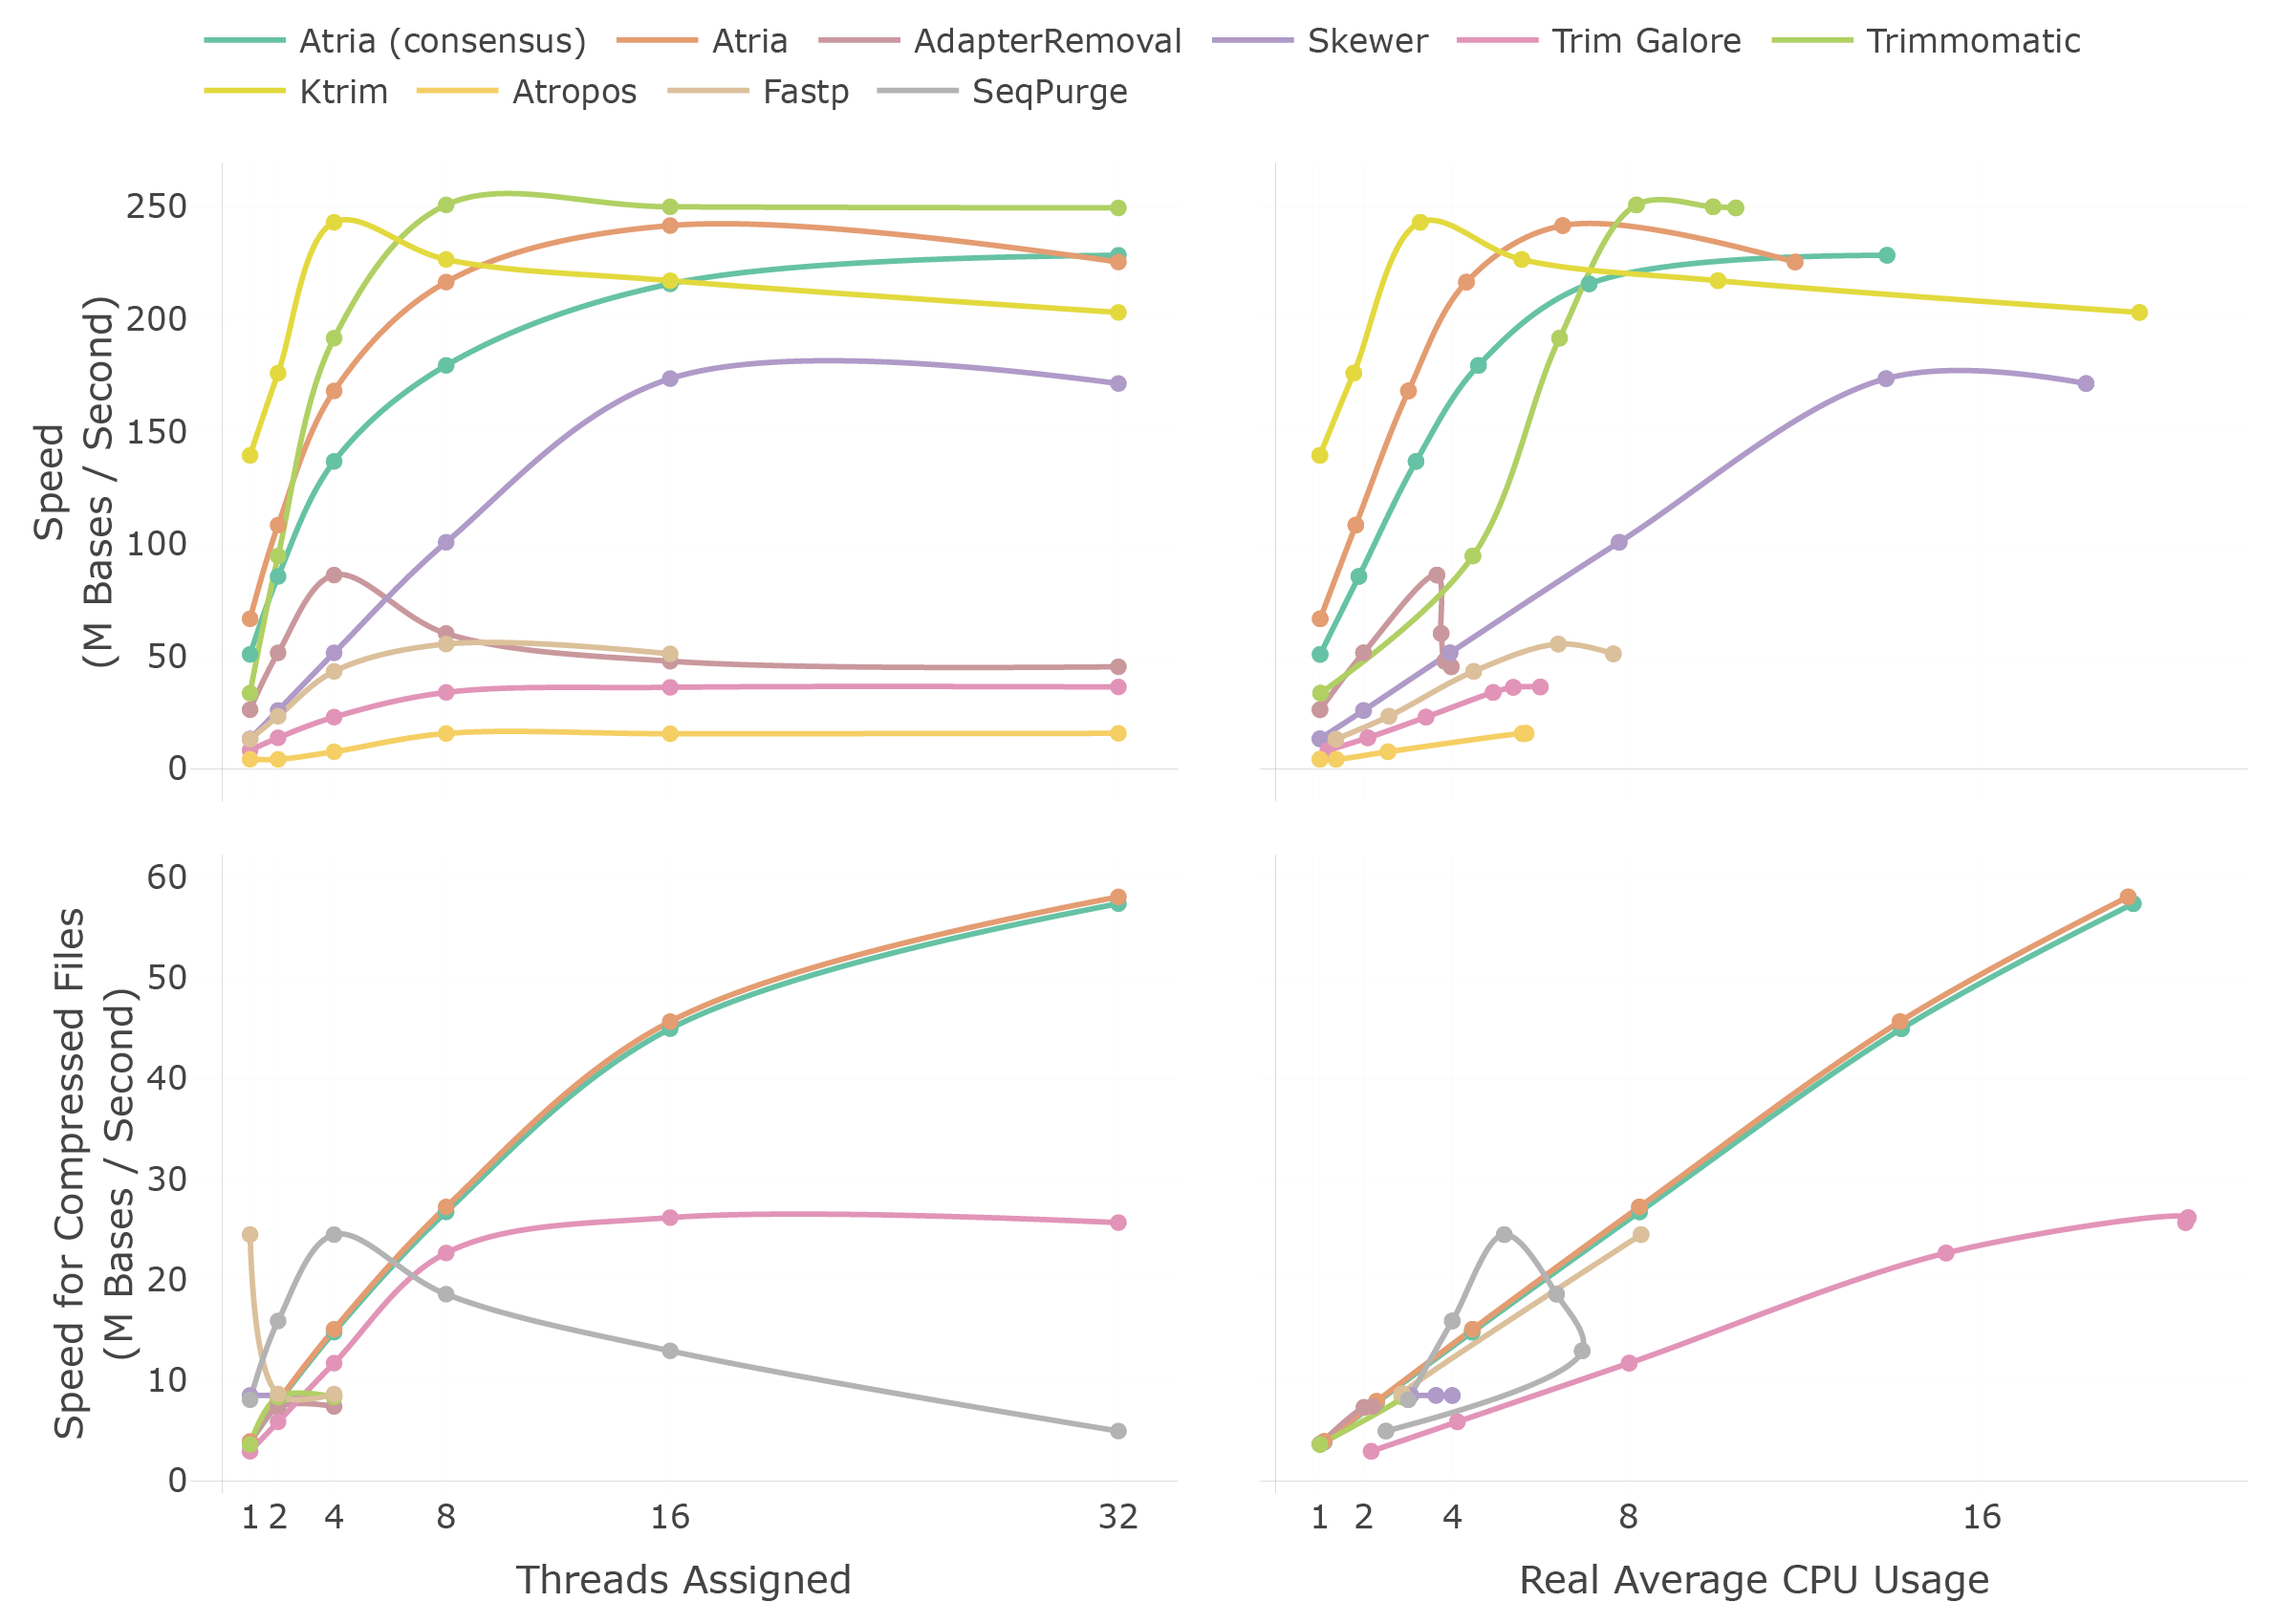 Atria (consensus) Atria AdapterRemoval Skewer Trim Galore Trimmomatic
Ktrim Atropos Fastp SeqPurge
Speed
(M Bases / Second)
250
200
150
100
50
0
Speed for Compressed Files
(M Bases / Second)
60
50
40
30
20
10
0
1 2 4 8 16 32
Threads Assigned
1 2 4 8 16
Real Average CPU Usage